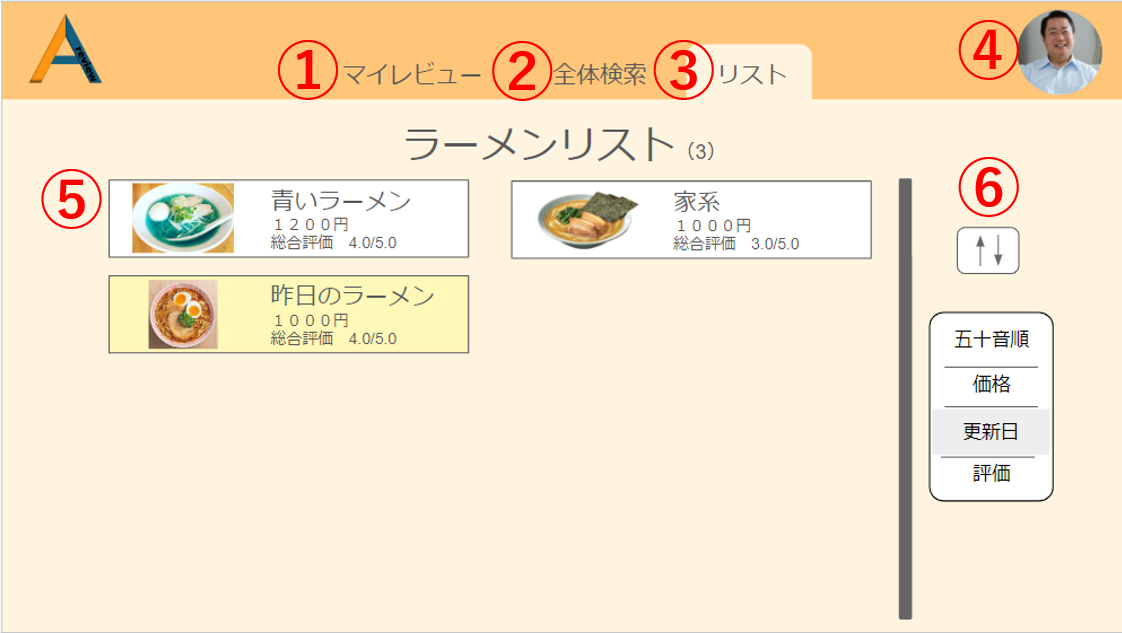 A review
① マイレビュー ② 全体検索 ③ リスト ④
ラーメンリスト (3)
⑤
青いラーメン
１２００円
総合評価 4.0/5.0
家系
１０００円
総合評価 3.0/5.0
昨日のラーメン
１０００円
総合評価 4.0/5.0
⑥
↑↓
五十音順
価格
更新日
評価